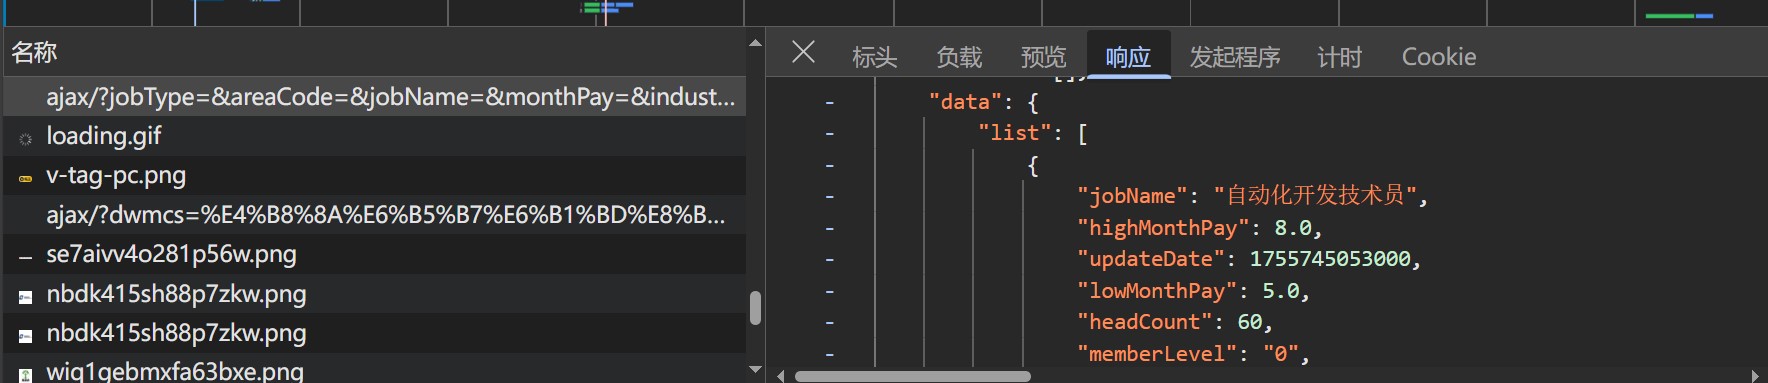 名称
ajax/?jobType=&areaCode=&jobName=&monthPay=&indust...
loading.gif
v-tag-pc.png
ajax/?dwmcs=%E4%B8%8A%E6%B5%B7%E6%B1%BD%E8%B...
se7aivv4o281p56w.png
nbdk415sh88p7zkw.png
nbdk415sh88p7zkw.png
wiq1gebmxfa63bxe.png
标头 负载 预览 响应 发起程序 计时 Cookie
- "data": {
- "list": [
- {
- "jobName": "自动化开发技术员",
- "highMonthPay": 8.0,
- "updateDate": 1755745053000,
- "lowMonthPay": 5.0,
- "headCount": 60,
- "memberLevel": "0",